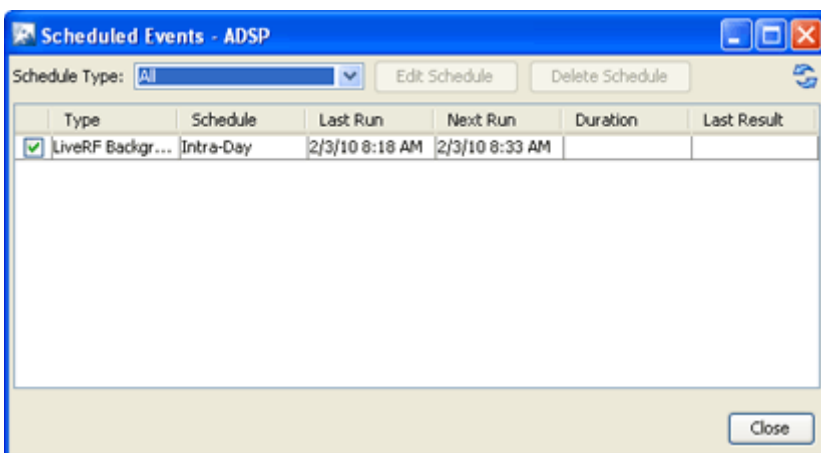 Scheduled Events - ADSP
Schedule Type: All Edit Schedule Delete Schedule
Type Schedule Last Run Next Run Duration Last Result
LiveRF Backgr... Intra-Day 2/3/10 8:18 AM 2/3/10 8:33 AM
Close